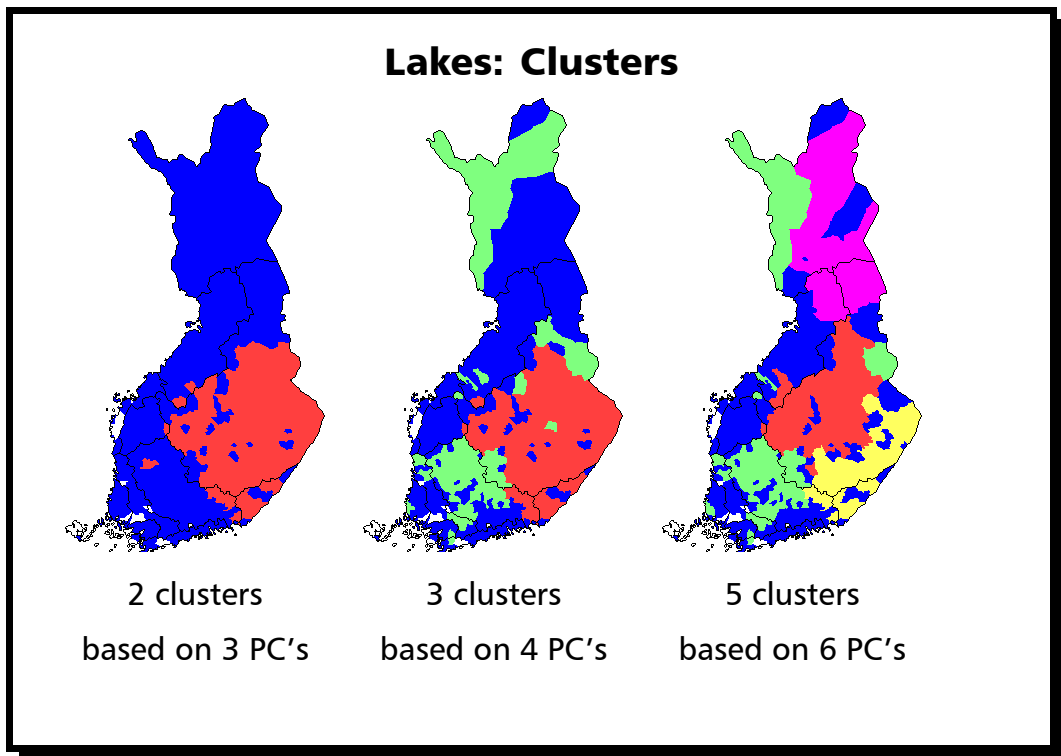 Lakes: Clusters
2 clusters
3 clusters
5 clusters
based on 3 PC’s
based on 4 PC’s
based on 6 PC’s